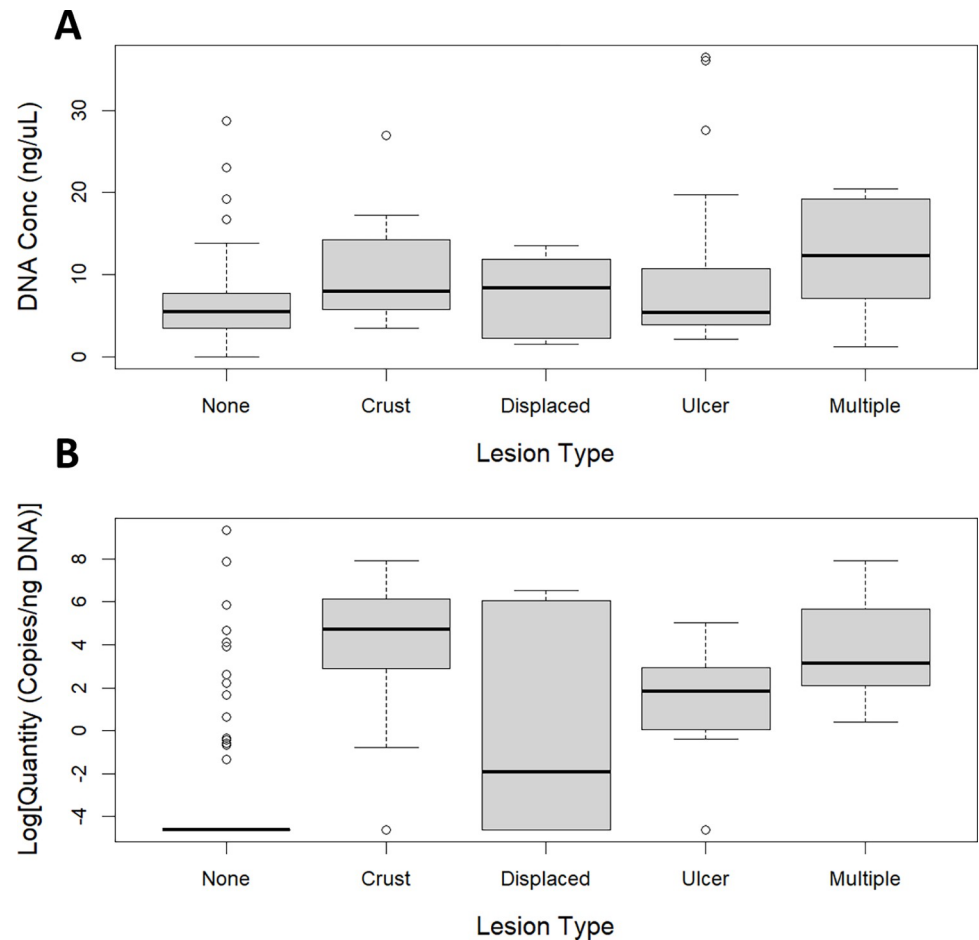 A
DNA Conc (ng/uL)
30
20
10
0
None Crust Displaced Ulcer Multiple
Lesion Type
B
Log[Quantity (Copies/ng DNA)]
8
6
4
2
0
-2
-4
None Crust Displaced Ulcer Multiple
Lesion Type